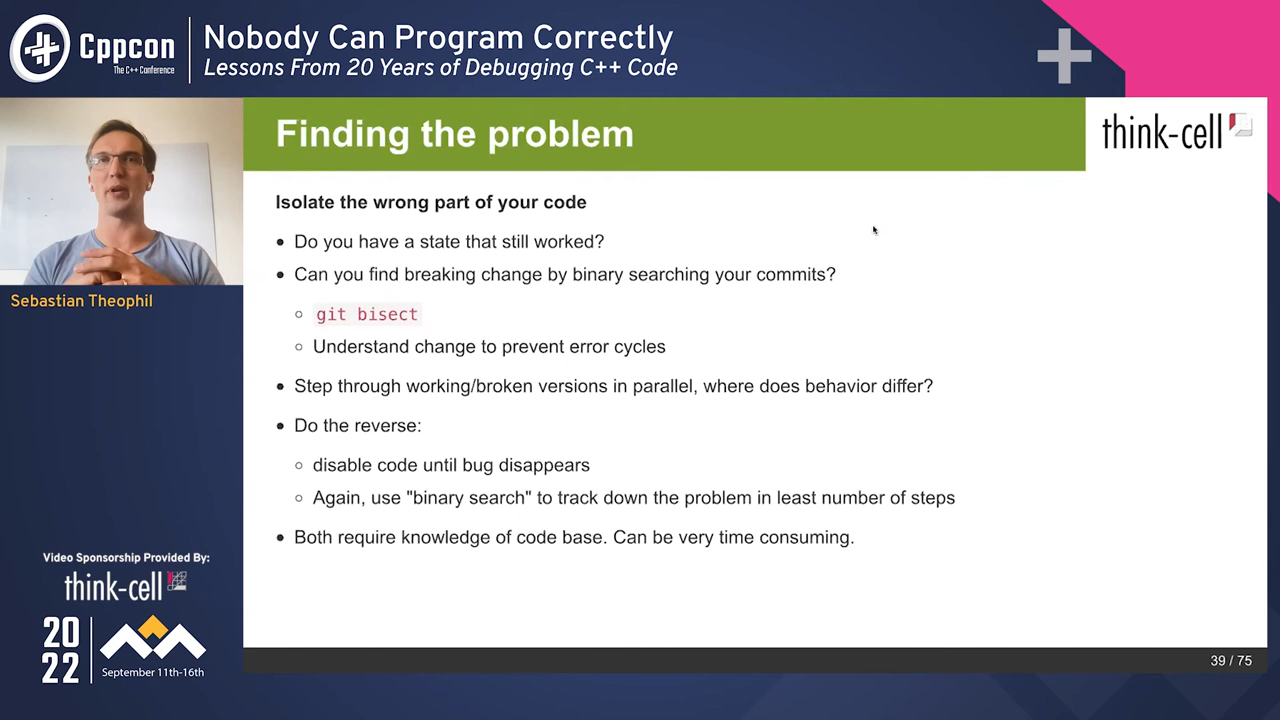 Cppcon
The C++ Conference
Nobody Can Program Correctly
Lessons From 20 Years of Debugging C++ Code
Finding the problem
think-cell
Sebastian Theophil
Isolate the wrong part of your code
• Do you have a state that still worked?
• Can you find breaking change by binary searching your commits?
◦ git bisect
◦ Understand change to prevent error cycles
• Step through working/broken versions in parallel, where does behavior differ?
• Do the reverse:
◦ disable code until bug disappears
◦ Again, use "binary search" to track down the problem in least number of steps
• Both require knowledge of code base. Can be very time consuming.
Video Sponsorship Provided By:
think-cell
20
22
September 11th-16th
39 / 75